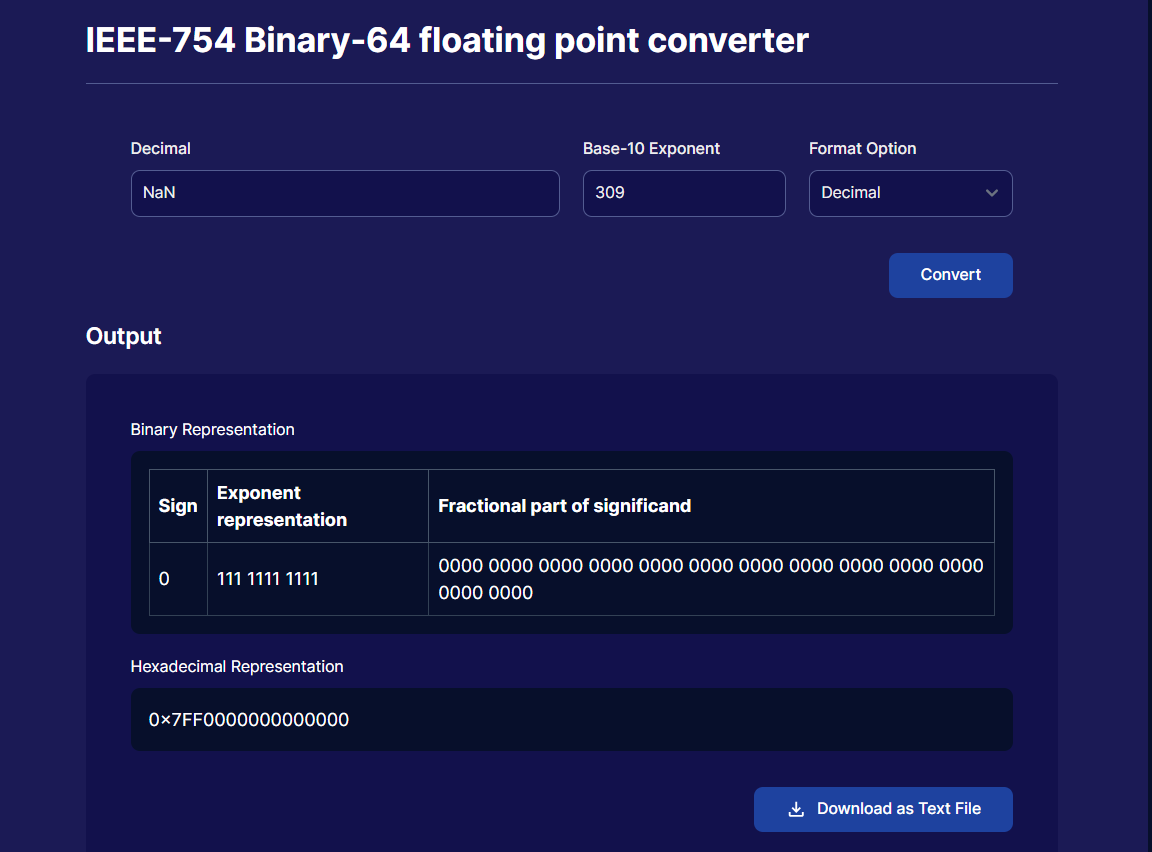 IEEE-754 Binary-64 floating point converter
Decimal
Base-10 Exponent
Format Option
NaN
309
Decimal
Convert
Output
Binary Representation
Sign
Exponent
representation
Fractional part of significand
0
111 1111 1111
0000 0000 0000 0000 0000 0000 0000 0000 0000 0000 0000
0000 0000
Hexadecimal Representation
0×7FF0000000000000
Download as Text File